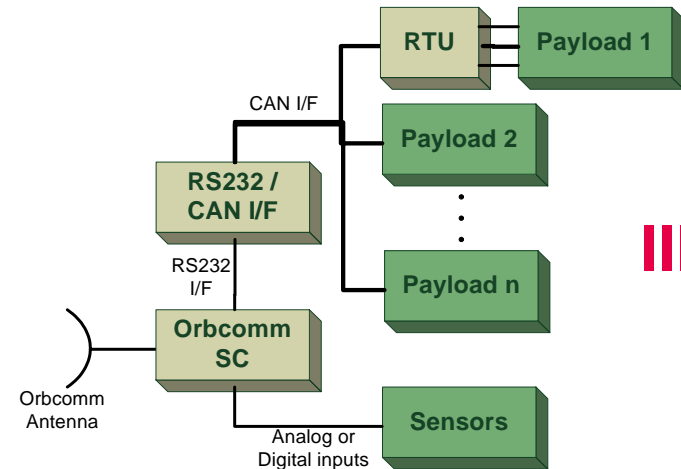 RTU
Payload 1
CAN I/F
Payload 2
RS232 /
CAN I/F
RS232
I/F
Payload n
Orbcomm
SC
Orbcomm
Antenna
Sensors
Analog or
Digital inputs